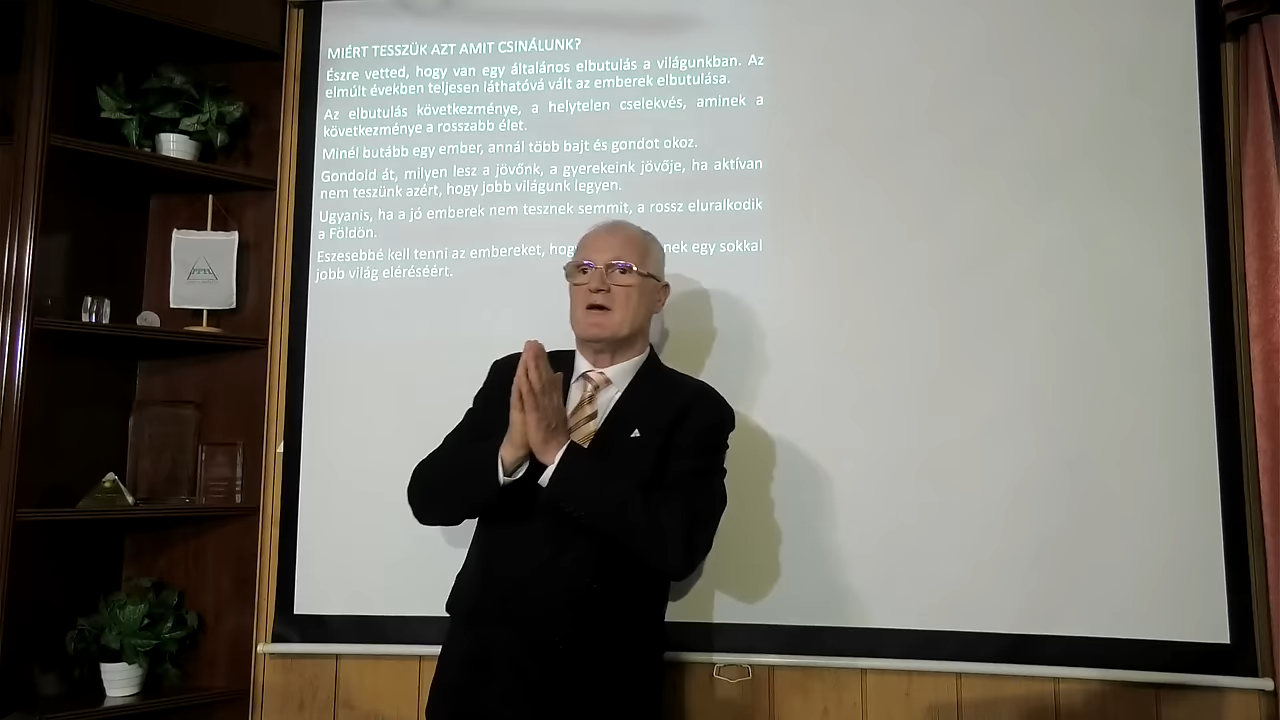 MIÉRT TESSZÜK AZT AMIT CSINÁLUNK?
Észre vetted, hogy van egy általános elbutulás a világunkban. Az
elmúlt években teljesen láthatóvá vált az emberek elbutulása.
Az elbutulás következménye, a helytelen cselekvés, aminek a
következménye a rosszabb élet.
Minél butább egy ember, annál több bajt és gondot okoz.
Gondold át, milyen lesz a jövőnk, a gyerekeink jövője, ha aktívan
nem teszünk azért, hogy jobb világunk legyen.
Ugyanis, ha a jó emberek nem tesznek semmit, a rossz eluralkodik
a Földön.
Eszesebbé kell tenni az embereket, egy sokkal
jobb világ eléréséért.